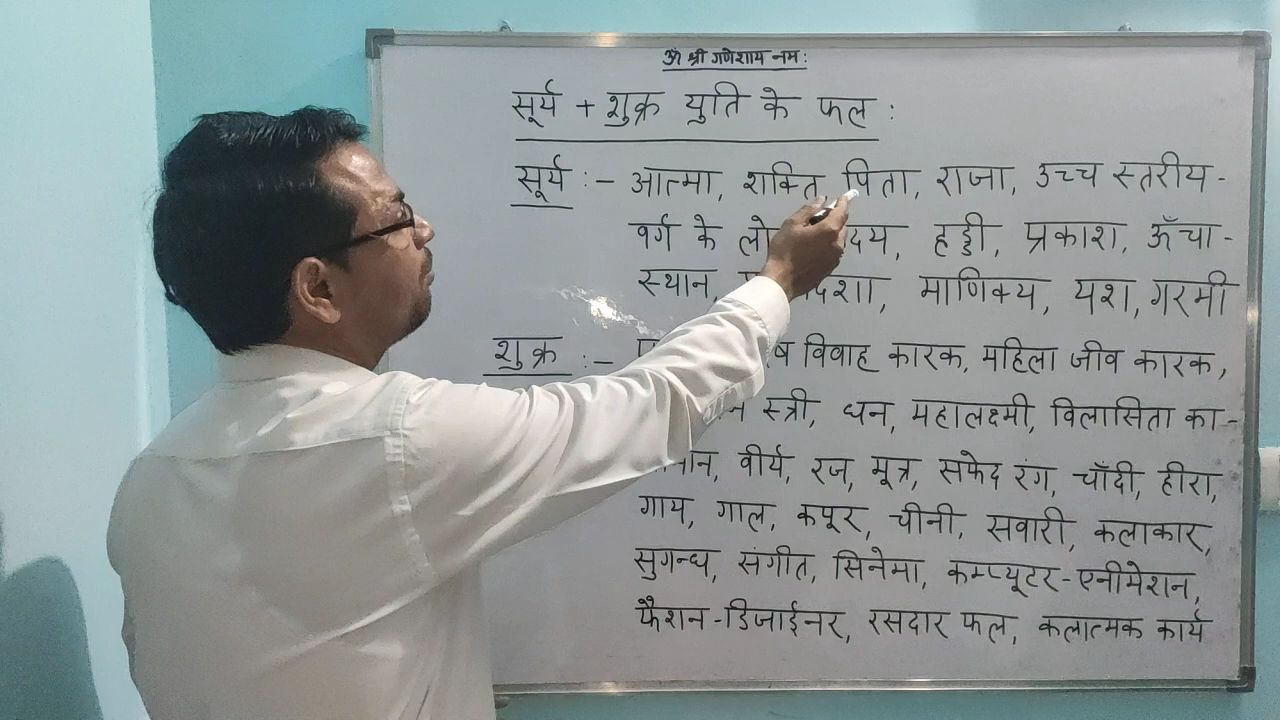 ॐ श्री गणेशाय नमः
सूर्य + शुक्र युति के फल :
सूर्य :- आत्मा, शक्ति, पिता, राजा, उच्च स्तरीय-
वर्ग के हड्डी, प्रकाश, ऊँचा-
स्थान, माणिक्य, यश, गरमी
शुक्र :- विवाह कारक, महिला जीव कारक,
स्त्री, धन, महालक्ष्मी, विलासिता का-
वीर्य, रज, मूत्र, सफेद रंग, चाँदी, हीरा,
गाय, गाल, कपूर, चीनी, सवारी, कलाकार,
सुगन्ध, संगीत, सिनेमा, कम्प्यूटर-एनीमेशन,
फैशन-डिजाईनर, रसदार फल, कलात्मक कार्य